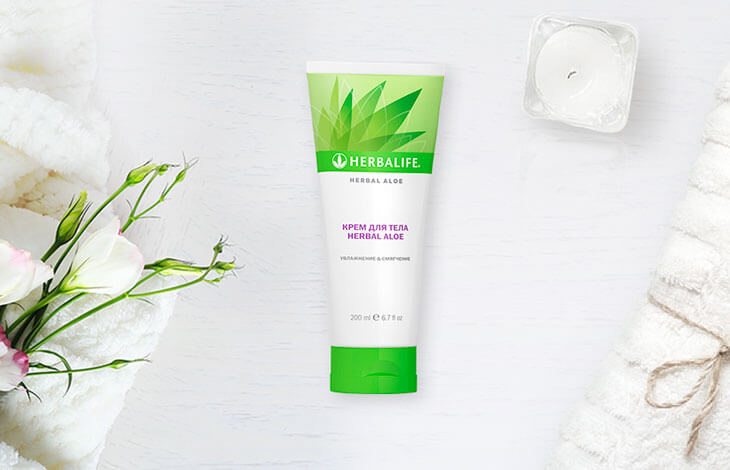 HERBALIFE.
HERBAL ALOE
КРЕМ ДЛЯ ТЕЛА
HERBAL ALOE
УВЛАЖНЕНИЕ & СМЯГЧЕНИЕ
200 ml ℮ 6.7 fl oz